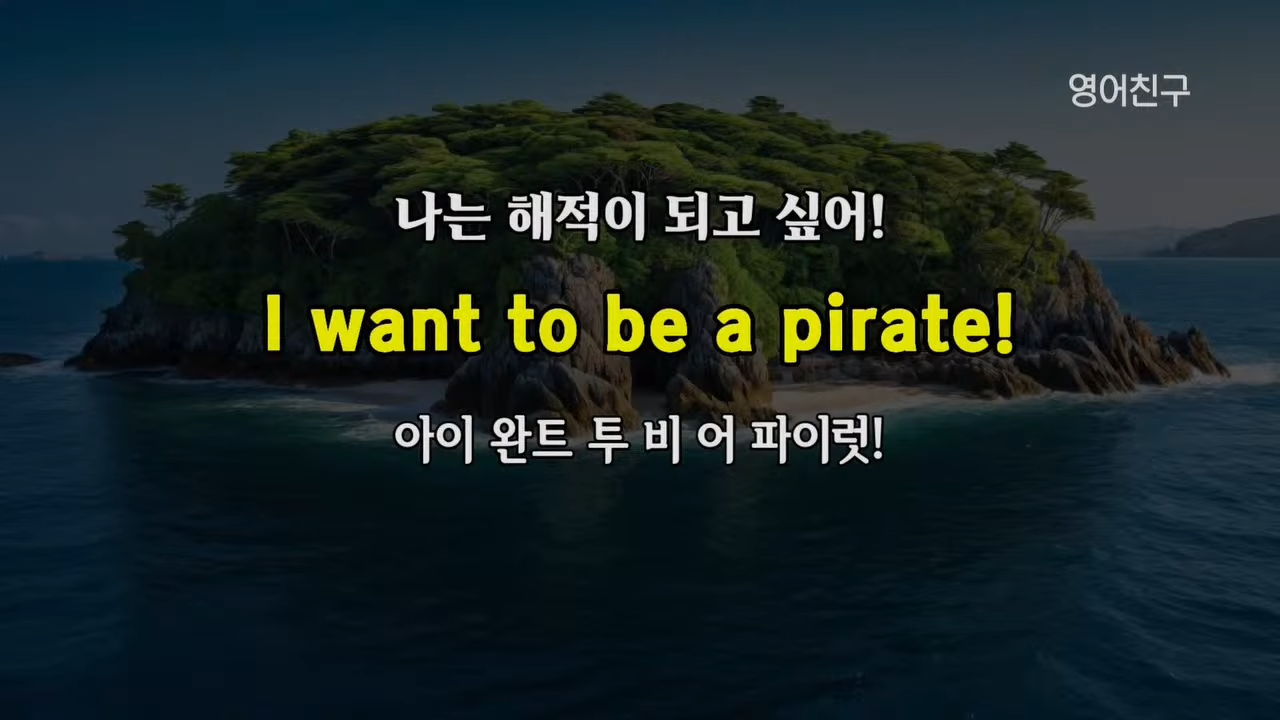 영어친구
나는 해적이 되고 싶어!
I want to be a pirate!
아이 완트 투 비 어 파이럿!